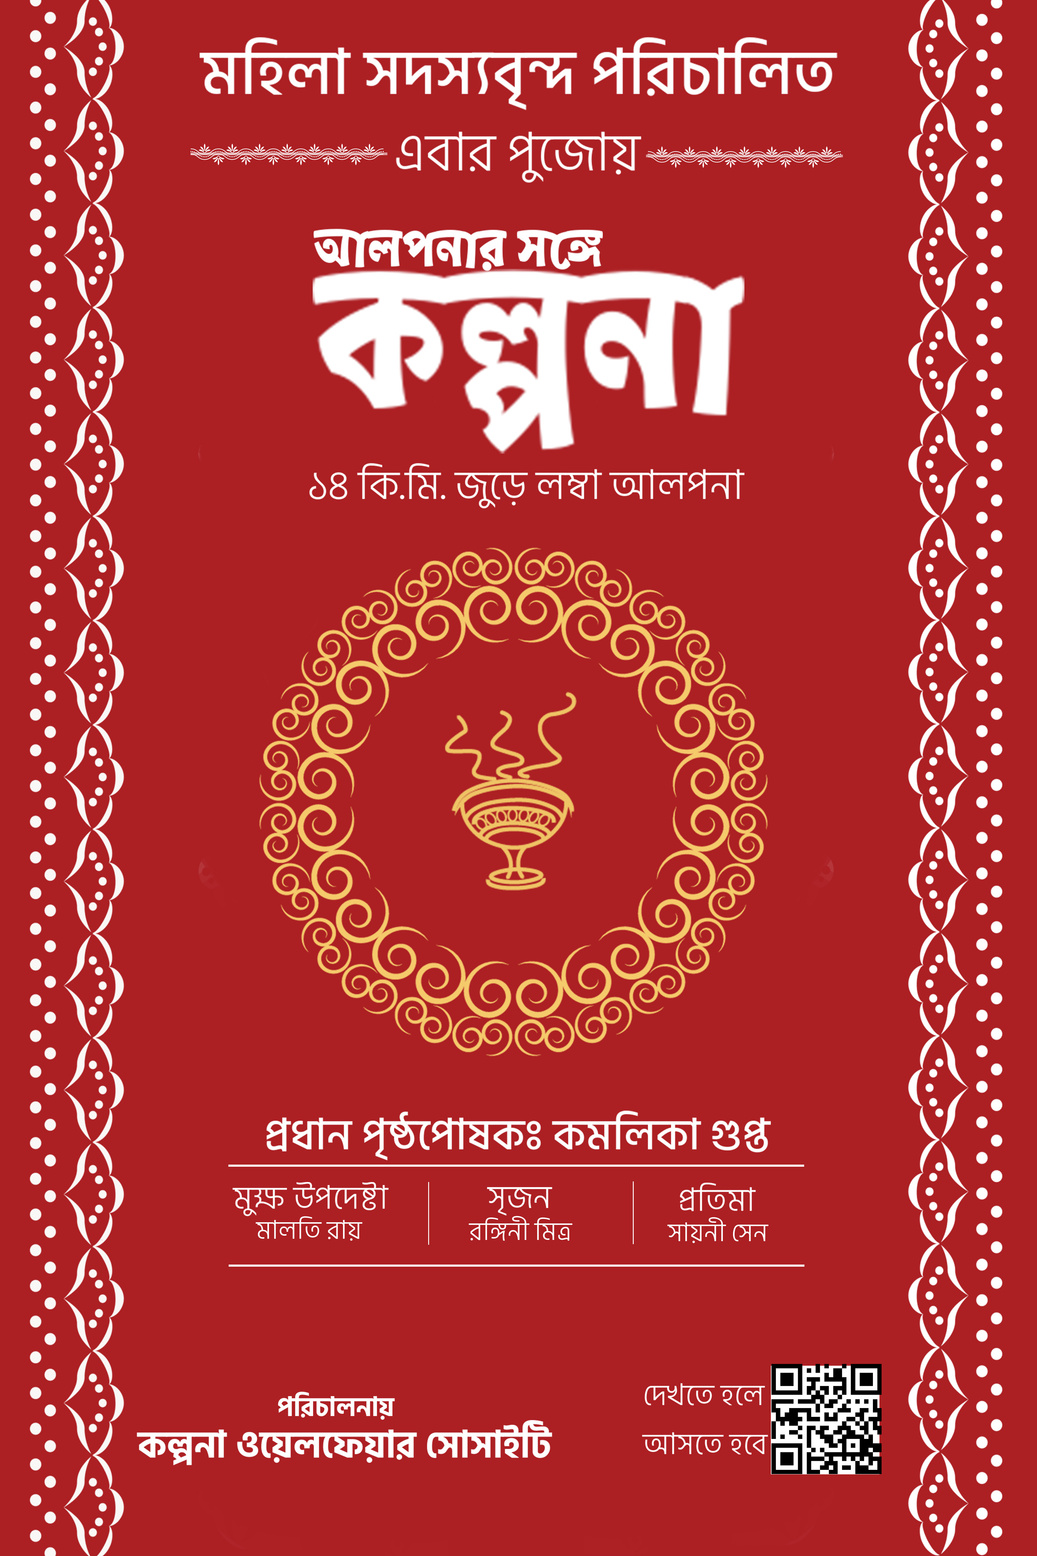 মহিলা সদস্যবৃন্দ পরিচালিত
এবার পুজোয়
আলপনার সঙ্গে
কল্পনা
১৪ কি.মি. জুড়ে লম্বা আলপনা
প্রধান পৃষ্ঠপোষকঃ কমলিকা গুপ্ত
মুক্ষ উপদেষ্টা
মালতি রায়
সৃজন
রঙ্গিনী মিত্র
প্রতিমা
সায়নী সেন
পরিচালনায়
কল্পনা ওয়েলফেয়ার সোসাইটি
দেখতে হলে
আসতে হবে